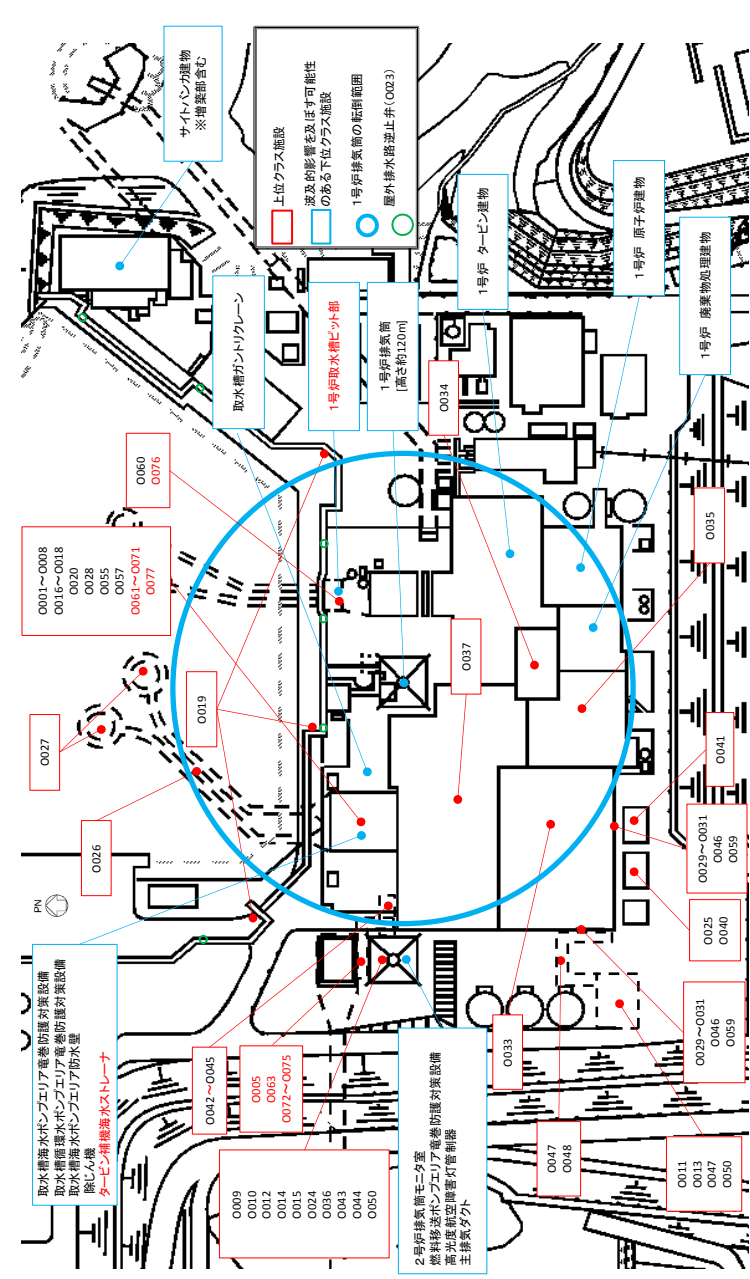 サイトバンカ建物
※増築部含む
上位クラス施設
波及的影響を及ぼす可能性
のある下位クラス施設
1号炉排気筒の転倒範囲
屋外排水路逆止弁(O023)
取水槽ガントリクレーン
1号炉取水槽ピット部
1号炉排気筒
[高さ約120m]
1号炉 タービン建物
1号炉 原子炉建物
1号炉 廃棄物処理建物
O034
O060
O076
O001～O008
O016～O018
O020
O028
O055
O057
O061～O071
O077
O035
O037
O019
O027
O026
O041
O029～O031
O046
O059
O025
O040
PN
取水槽海水ポンプエリア竜巻防護対策設備
取水槽循環水ポンプエリア竜巻防護対策設備
取水槽海水ポンプエリア防水壁
除じん機
タービン補機海水ストレーナ
O042～O045
O005
O063
O072～O075
O033
O029～O031
O046
O059
O047
O048
O009
O010
O012
O014
O015
O024
O036
O043
O044
O050
2号炉排気筒モニタ室
燃料移送ポンプエリア竜巻防護対策設備
高光度航空障害灯管制器
主排気ダクト
O011
O013
O047
O050